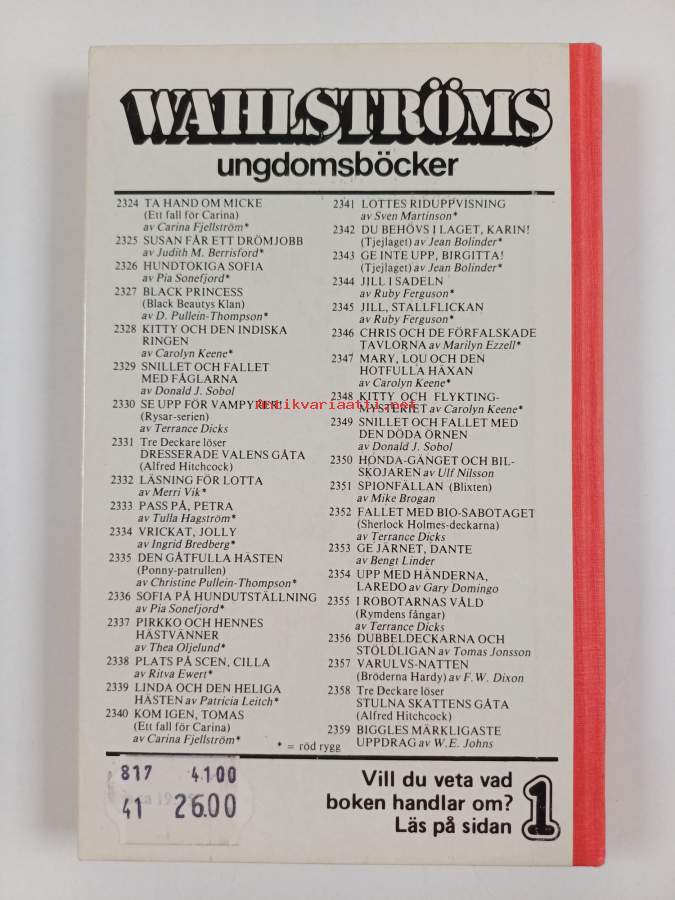 WAHLSTRÖMS
ungdomsböcker
2324 TA HAND OM MICKE
(Ett fall för Carina)
av Carina Fjellström*
2325 SUSAN FÅR ETT DRÖMJOBB
av Judith M. Berrisford*
2326 HUNDTOKIGA SOFIA
av Pia Sonefjord*
2327 BLACK PRINCESS
(Black Beautys Klan)
av D. Pullein-Thompson*
2328 KITTY OCH DEN INDISKA
RINGEN
av Carolyn Keene*
2329 SNILLET OCH FALLET
MED FÅGLARNA
av Donald J. Sobol
2330 SE UPP FÖR VAMPYRER!
(Rysar-serien)
av Terrance Dicks
2331 Tre Deckare löser
DRESSERADE VALENS GÅTA
(Alfred Hitchcock)
2332 LÄSNING FÖR LOTTA
av Merri Vik*
2333 PASS PÅ, PETRA
av Tulla Hagström*
2334 VRICKAT, JOLLY
av Ingrid Bredberg*
2335 DEN GÅTFULLA HÄSTEN
(Ponny-patrullen)
av Christine Pullein-Thompson*
2336 SOFIA PÅ HUNDUTSTÄLLNING
av Pia Sonefjord*
2337 PIRKKO OCH HENNES
HÄSTVÄNNER
av Thea Oljelund*
2338 PLATS PÅ SCEN, CILLA
av Ritva Ewert*
2339 LINDA OCH DEN HELIGA
HÄSTEN av Patricia Leitch*
2340 KOM IGEN, TOMAS
(Ett fall för Carina)
av Carina Fjellström*
2341 LOTTES RIDUPPVISNING
av Sven Martinson*
2342 DU BEHÖVS I LAGET, KARIN!
(Tjejlaget) av Jean Bolinder*
2343 GE INTE UPP, BIRGITTA!
(Tjejlaget) av Jean Bolinder*
2344 JILL I SADELN
av Ruby Ferguson*
2345 JILL, STALLFLICKAN
av Ruby Ferguson*
2346 CHRIS OCH DE FÖRFALSKADE
TAVLORNA av Marilyn Ezzell*
2347 MARY, LOU OCH DEN
HOTFULLA HÄXAN
av Carolyn Keene*
2348 KITTY OCH FLYKTING-
MYSTERIET av Carolyn Keene*
2349 SNILLET OCH FALLET MED
DEN DÖDA ÖRNEN
av Donald J. Sobol
2350 HONDA-GÄNGET OCH BIL-
SKOJAREN av Ulf Nilsson
2351 SPIONFÄLLAN (Blixten)
av Mike Brogan
2352 FALLET MED BIO-SABOTAGET
(Sherlock Holmes-deckarna)
av Terrance Dicks
2353 GE JÄRNET, DANTE
av Bengt Linder
2354 UPP MED HÄNDERNA,
LAREDO av Gary Domingo
2355 I ROBOTARNAS VÅLD
(Rymdens fångar)
av Terrance Dicks
2356 DUBBELDECKARNA OCH
STÖLDLIGAN av Tomas Jonsson
2357 VARULVS-NATTEN
(Bröderna Hardy) av F.W. Dixon
2358 Tre Deckare löser
STULNA SKATTENS GÅTA
(Alfred Hitchcock)
2359 BIGGLES MÄRKLIGASTE
UPPDRAG av W.E. Johns
* = röd rygg
Antikvariaatti.net
817 4100
41 26.00
Vill du veta vad
boken handlar om?
Läs på sidan 1